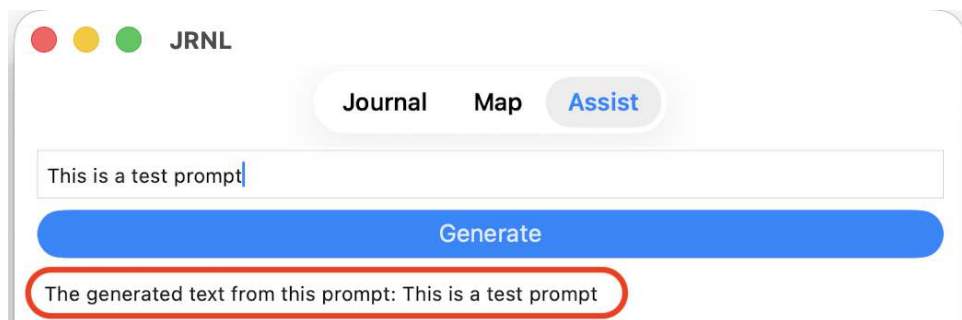 JRNL
Journal Map Assist
This is a test prompt
Generate
The generated text from this prompt: This is a test prompt